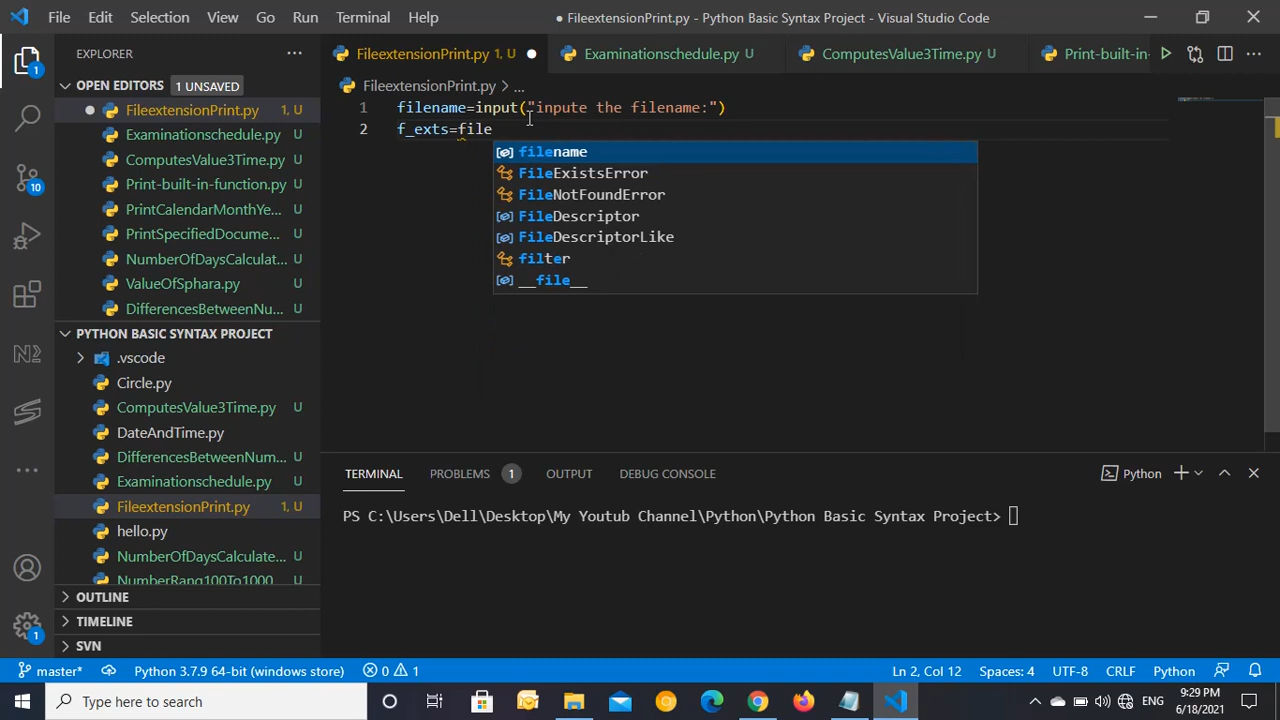 File Edit Selection View Go Run Terminal Help
● FileextensionPrint.py - Python Basic Syntax Project - Visual Studio Code
EXPLORER
OPEN EDITORS 1 UNSAVED
FileextensionPrint.py 1, U
Examinationschedule.py U
ComputesValue3Time.py U
Print-built-in-function.py U
PrintCalendarMonthYe... U
PrintSpecifiedDocume... U
NumberOfDaysCalculat... U
ValueOfSphara.py U
DifferencesBetweenNu... U
PYTHON BASIC SYNTAX PROJECT
.vscode
Circle.py
ComputesValue3Time.py U
DateAndTime.py
DifferencesBetweenNum... U
Examinationschedule.py U
FileextensionPrint.py 1, U
hello.py
NumberOfDaysCalculate... U
NumberRang100To1000 U
OUTLINE
TIMELINE
SVN
1
10
1
FileextensionPrint.py 1, U
Examinationschedule.py U
ComputesValue3Time.py U
Print-built-in-
FileextensionPrint.py > ...
1 filename=input("inpute the filename:")
2 f_exts=file
filename
FileExistsError
FileNotFoundError
FileDescriptor
FileDescriptorLike
filter
__file__
TERMINAL PROBLEMS 1 OUTPUT DEBUG CONSOLE
Python
PS C:\Users\Dell\Desktop\My Youtub Channel\Python\Python Basic Syntax Project>
master* Python 3.7.9 64-bit (windows store) 0 1 Ln 2, Col 12 Spaces: 4 UTF-8 CRLF Python
Type here to search
ENG
9:29 PM
6/18/2021